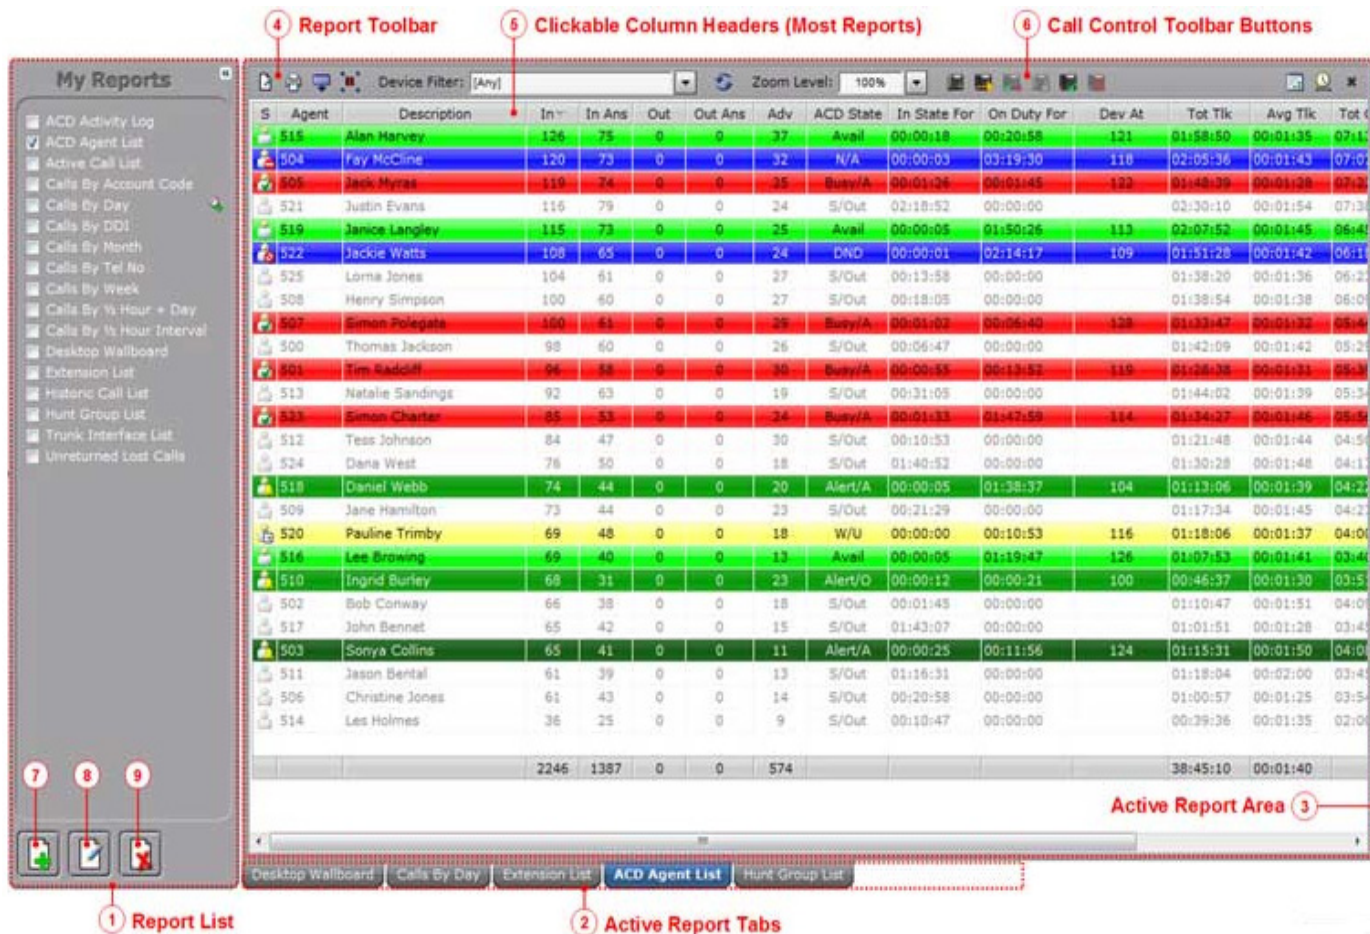 4 Report Toolbar
5 Clickable Column Headers (Most Reports)
6 Call Control Toolbar Buttons
My Reports
ACD Activity Log
ACD Agent List
Active Call List
Calls By Account Code
Calls By Day
Calls By DDI
Calls By Month
Calls By Tel No
Calls By Week
Calls By ½ Hour + Day
Calls By ½ Hour Interval
Desktop Wallboard
Extension List
Historic Call List
Hunt Group List
Trunk Interface List
Unreturned Lost Calls
7 8 9
1 Report List
Device Filter: [Any] Zoom Level: 100%
S Agent Description In In Ans Out Out Ans Adv ACD State In State For On Duty For Dev At Tot Tlk Avg Tlk Tot
515 Alan Harvey 126 75 0 0 37 Avail 00:00:18 00:20:58 121 01:58:50 00:01:35
504 Fay McCline 120 73 0 0 32 N/A 00:00:03 03:19:30 118 02:05:36 00:01:43
505 Jack Myras 119 74 0 0 25 Busy/A 00:01:26 00:01:45 122 01:48:39 00:01:28
521 Justin Evans 116 79 0 0 24 S/Out 02:18:52 00:00:00 02:30:10 00:01:54
519 Janice Langley 115 73 0 0 25 Avail 00:00:05 01:50:26 113 02:07:52 00:01:45
522 Jackie Watts 108 65 0 0 24 DND 00:00:01 02:14:17 109 01:51:28 00:01:42
525 Lorna Jones 104 61 0 0 27 S/Out 00:13:58 00:00:00 01:38:20 00:01:36
508 Henry Simpson 100 60 0 0 27 S/Out 00:18:05 00:00:00 01:38:54 00:01:38
507 Simon Polegate 100 61 0 0 29 Busy/A 00:01:02 00:06:40 128 01:33:47 00:01:32
500 Thomas Jackson 98 60 0 0 26 S/Out 00:06:47 00:00:00 01:42:09 00:01:42
501 Tim Radcliff 96 58 0 0 30 Busy/A 00:00:55 00:13:52 119 01:28:38 00:01:31
513 Natalie Sandings 92 63 0 0 19 S/Out 00:31:05 00:00:00 01:44:02 00:01:39
523 Simon Charter 85 53 0 0 24 Busy/A 00:01:33 01:47:59 114 01:34:27 00:01:46
512 Tess Johnson 84 47 0 0 30 S/Out 00:10:53 00:00:00 01:21:48 00:01:44
524 Dana West 76 50 0 0 18 S/Out 01:40:52 00:00:00 01:30:28 00:01:48
518 Daniel Webb 74 44 0 0 20 Alert/A 00:00:05 01:38:37 104 01:13:06 00:01:39
509 Jane Hamilton 73 44 0 0 23 S/Out 00:21:29 00:00:00 01:17:34 00:01:45
520 Pauline Trimby 69 48 0 0 18 W/U 00:00:00 00:10:53 116 01:18:06 00:01:37
516 Lee Browing 69 40 0 0 13 Avail 00:00:05 01:19:47 126 01:07:53 00:01:41
510 Ingrid Burley 68 31 0 0 23 Alert/O 00:00:12 00:00:21 100 00:46:37 00:01:30
502 Bob Conway 66 38 0 0 18 S/Out 00:01:45 00:00:00 01:10:47 00:01:51
517 John Bennet 65 42 0 0 15 S/Out 01:43:07 00:00:00 01:01:51 00:01:28
503 Sonya Collins 65 41 0 0 11 Alert/A 00:00:25 00:11:56 124 01:15:31 00:01:50
511 Jason Bental 61 39 0 0 13 S/Out 01:16:31 00:00:00 01:18:04 00:02:00
506 Christine Jones 61 43 0 0 14 S/Out 00:20:58 00:00:00 01:00:57 00:01:25
514 Les Holmes 36 25 0 0 9 S/Out 00:10:47 00:00:00 00:39:36 00:01:35
2246 1387 0 0 574 38:45:10 00:01:40
Active Report Area 3
Desktop Wallboard Calls By Day Extension List ACD Agent List Hunt Group List
2 Active Report Tabs